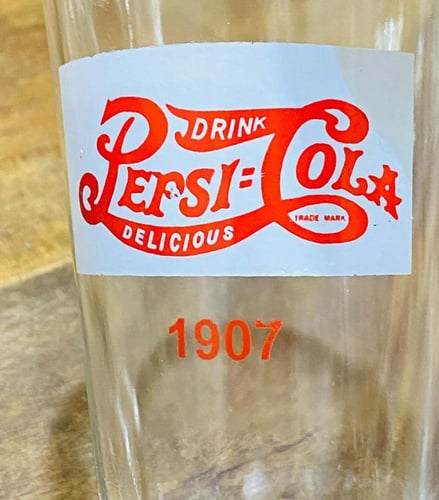 DRINK
PEPSI=COLA
TRADE MARK
DELICIOUS
1907